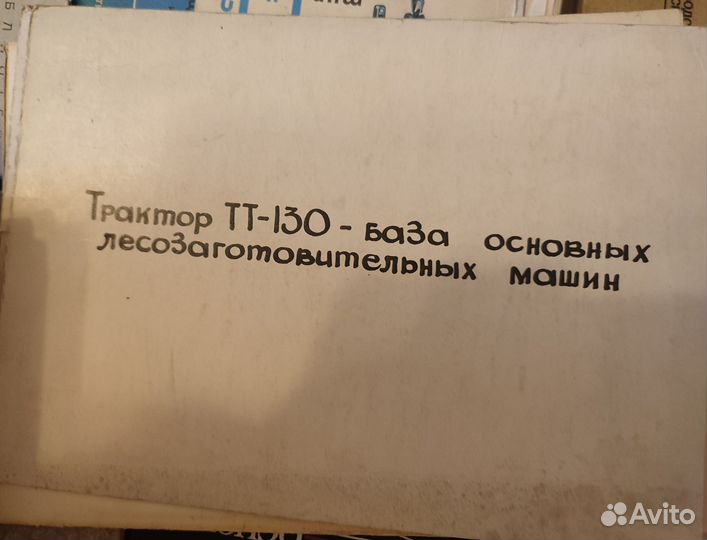 Трактор ТТ-130 - база основных
лесозаготовительных машин
Avito